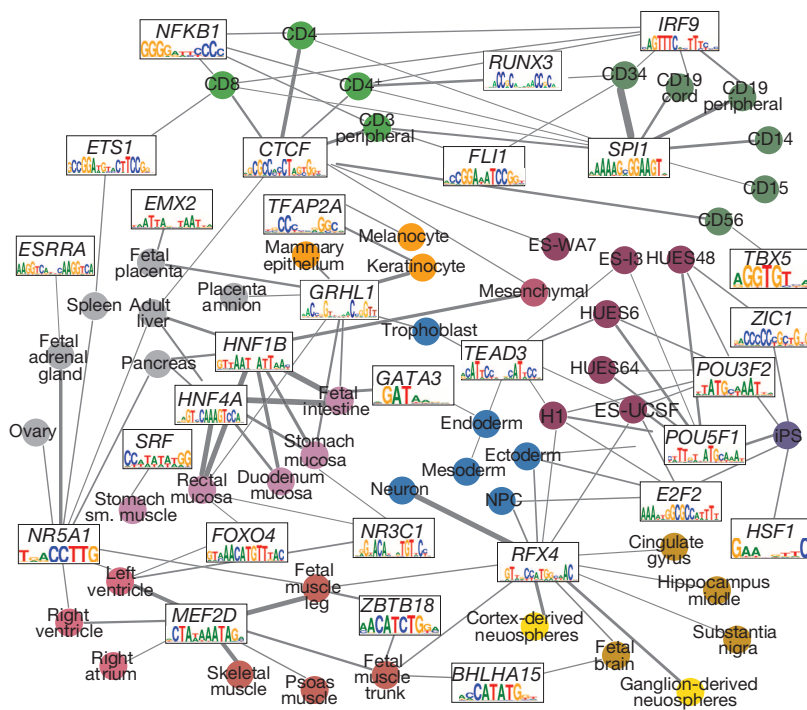 NFKB1
CD4
IRF9
RUNX3
CD8
CD4+
CD34
CD19
cord
CD19
peripheral
ETS1
CTCF
CD3
peripheral
FLI1
SPI1
CD14
CD15
EMX2
TFAP2A
CD56
Melanocyte
Mammary
epithelium
Keratinocyte
ES-WA7
ES-I3
HUES48
TBX5
ESRRA
Fetal
placenta
Placenta
amnion
GRHL1
Mesenchymal
Spleen
Adult
liver
Trophoblast
HUES6
ZIC1
HNF1B
TEAD3
Fetal
adrenal
gland
Pancreas
HNF4A
Fetal
intestine
GATA3
HUES64
POU3F2
Endoderm
H1
ES-UCSF
POU5F1
iPS
Ovary
SRF
Stomach
mucosa
Ectoderm
Mesoderm
Rectal
mucosa
Duodenum
mucosa
Neuron
NPC
E2F2
Stomach
sm. muscle
NR5A1
FOXO4
NR3C1
RFX4
HSF1
Cingulate
gyrus
Left
ventricle
Fetal
muscle
leg
ZBTB18
Hippocampus
middle
Right
ventricle
MEF2D
Cortex-derived
neuospheres
Substantia
nigra
Right
atrium
Skeletal
muscle
Psoas
muscle
Fetal
muscle
trunk
BHLHA15
Fetal
brain
Ganglion-derived
neuospheres